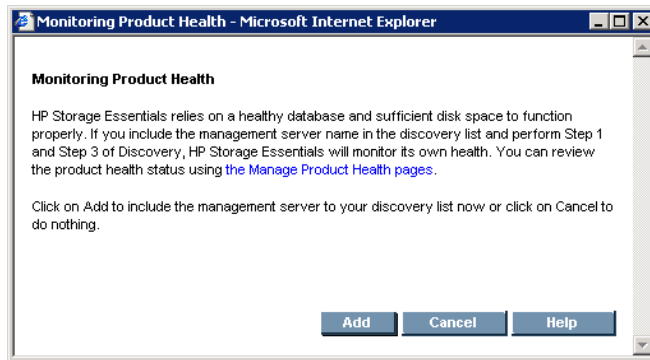 Monitoring Product Health - Microsoft Internet Explorer
Monitoring Product Health
HP Storage Essentials relies on a healthy database and sufficient disk space to function
properly. If you include the management server name in the discovery list and perform Step 1
and Step 3 of Discovery, HP Storage Essentials will monitor its own health. You can review
the product health status using the Manage Product Health pages.
Click on Add to include the management server to your discovery list now or click on Cancel to
do nothing.
Add Cancel Help